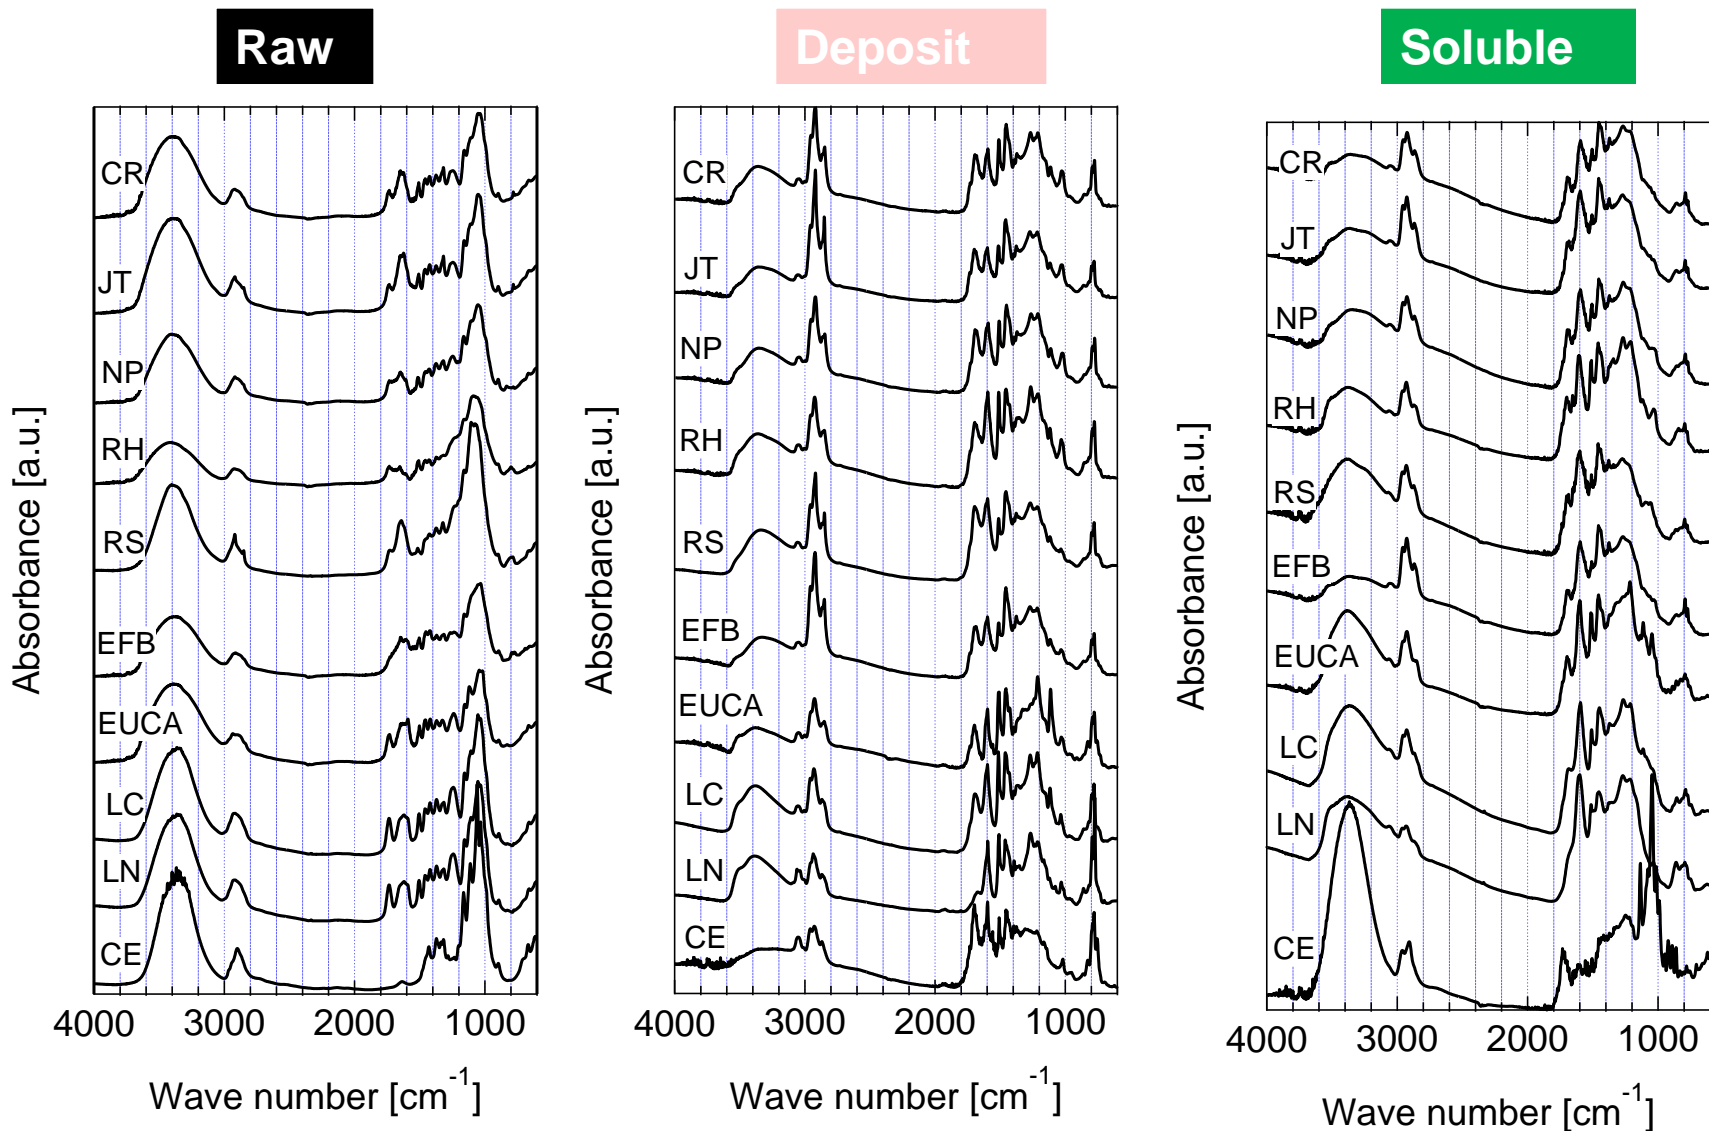 Raw
Deposit
Soluble
Absorbance [a.u.]
CR
JT
NP
RH
RS
EFB
EUCA
LC
LN
CE
4000 3000 2000 1000
Wave number [cm-1]
Absorbance [a.u.]
CR
JT
NP
RH
RS
EFB
EUCA
LC
LN
CE
4000 3000 2000 1000
Wave number [cm-1]
Absorbance [a.u.]
CR
JT
NP
RH
RS
EFB
EUCA
LC
LN
CE
4000 3000 2000 1000
Wave number [cm-1]